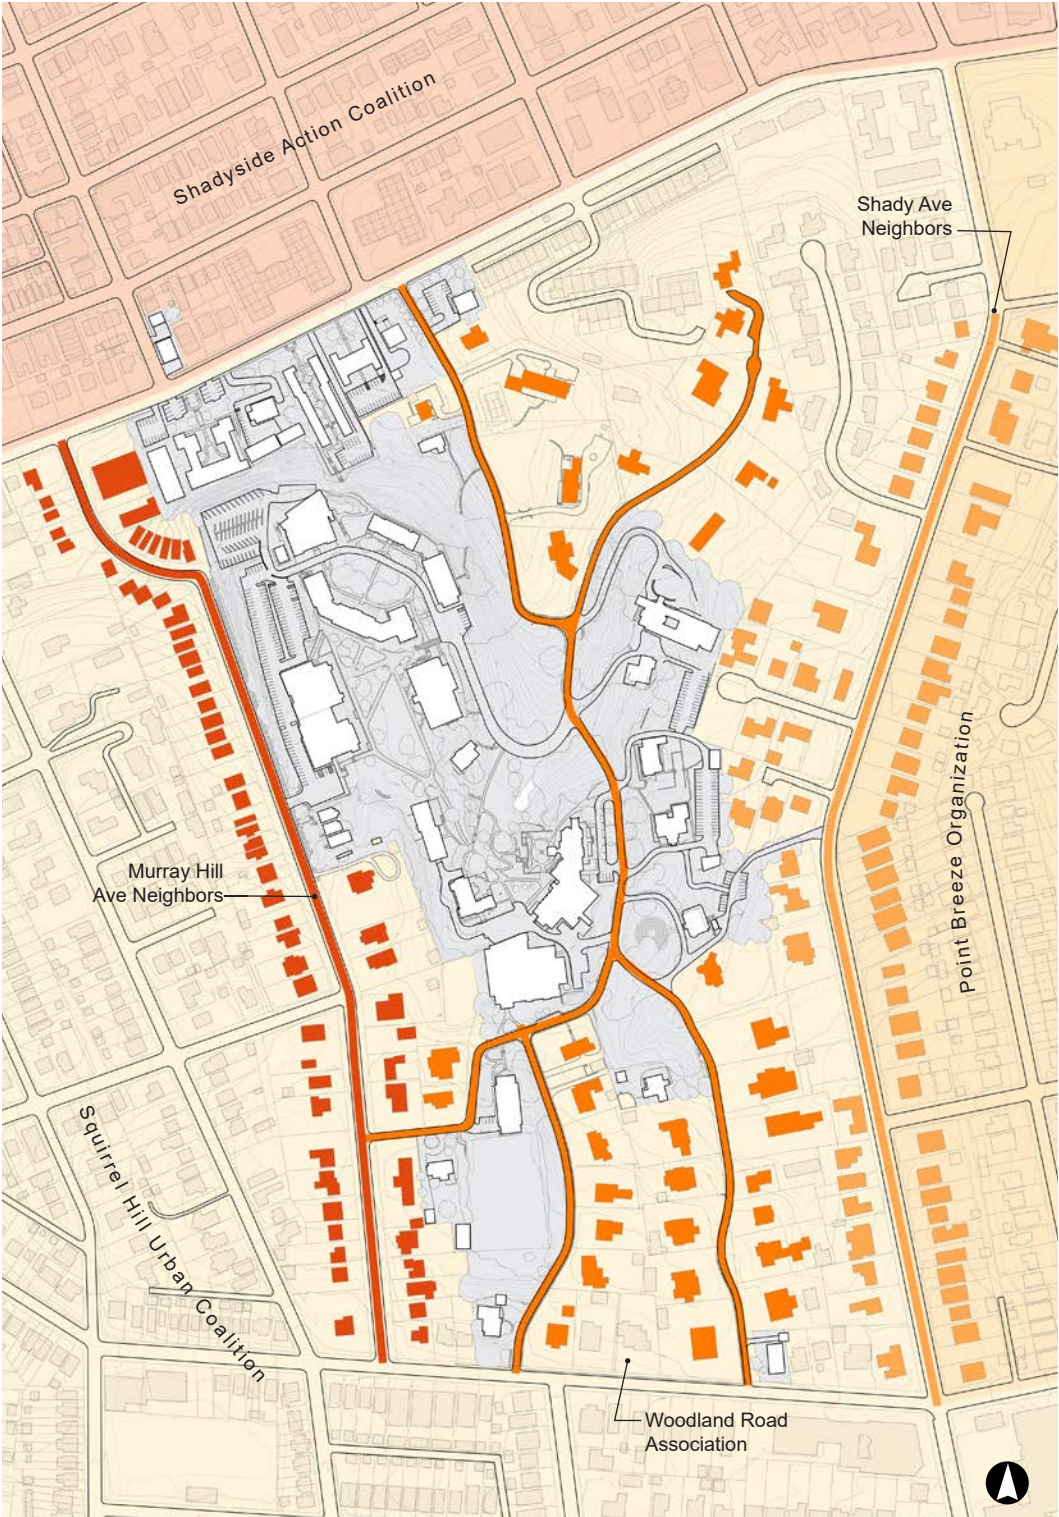 Shadyside Action Coalition
Shady Ave
Neighbors
Point Breeze Organization
Murray Hill
Ave Neighbors
Squirrel Hill Urban Coalition
Woodland Road
Association